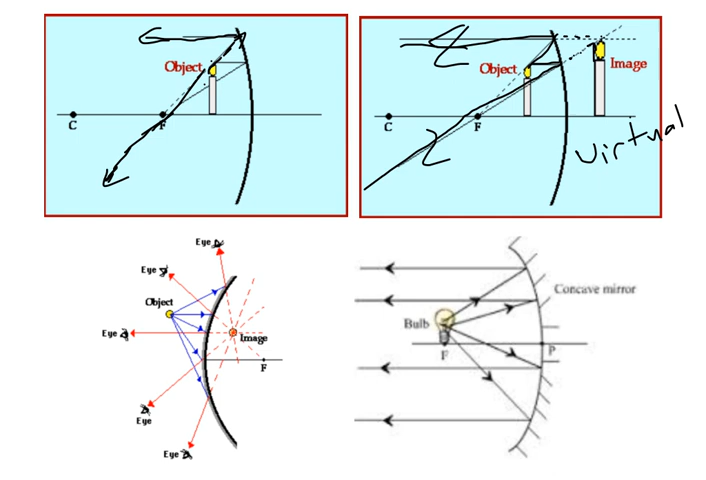 Object
C
F
Object
Image
C
F
Virtual
Eye
Eye
Object
Eye
Image
F
Eye
Eye
Concave mirror
Bulb
F
P